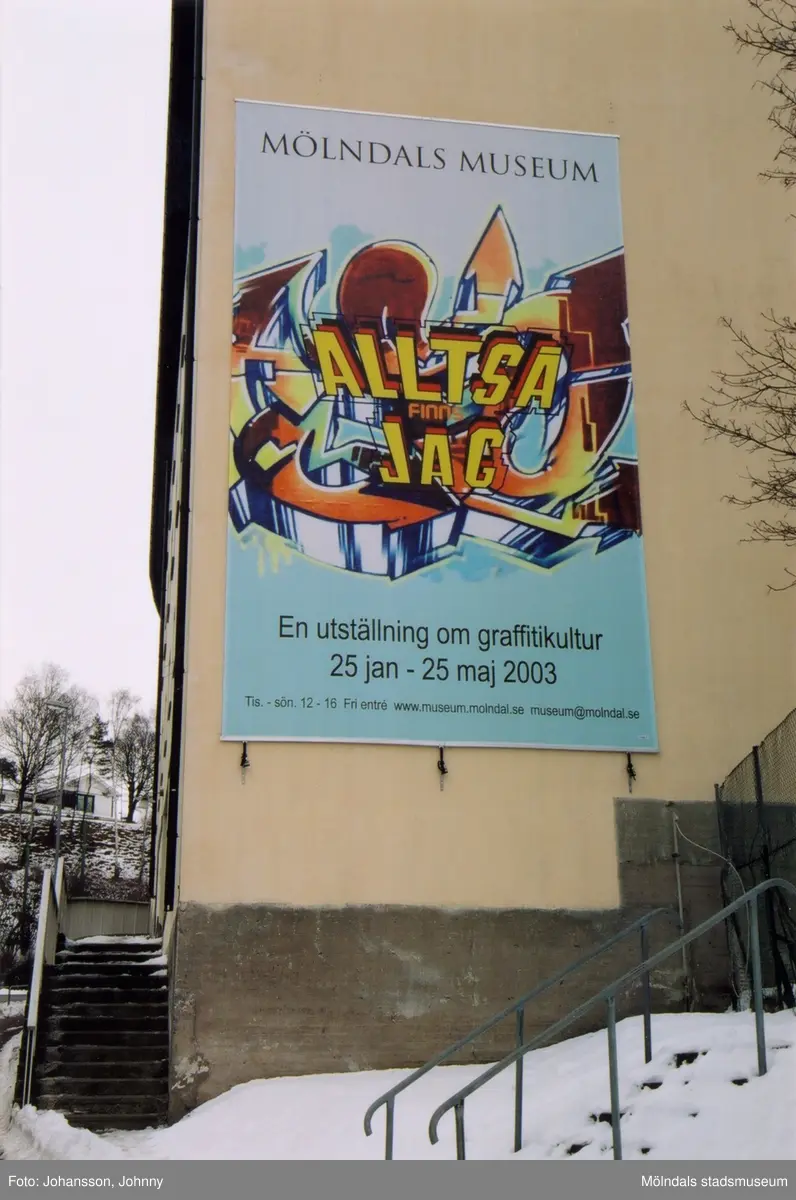 MÖLNDALS MUSEUM
ALLTSÅ
FINNS
JAG
En utställning om graffitikultur
25 jan - 25 maj 2003
Tis. - sön. 12 - 16 Fri entré www.museum.molndal.se museum@molndal.se
Foto: Johansson, Johnny
Mölndals stadsmuseum